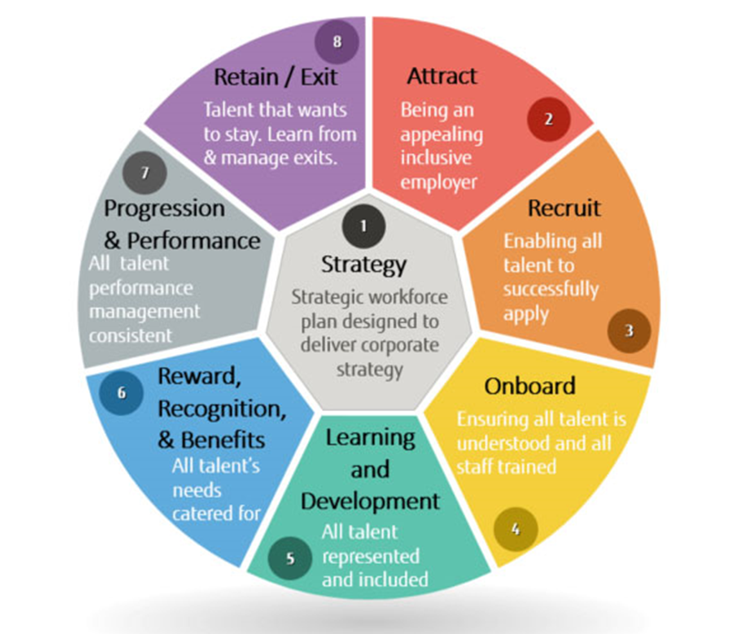 1
Strategy
Strategic workforce
plan designed to
deliver corporate
strategy
Attract
2
Being an
appealing
inclusive
employer
Recruit
Enabling all
talent to
successfully
apply
3
Onboard
Ensuring all talent is
understood and all
staff trained
4
Learning
and
Development
All talent
represented
and included
5
6
Reward,
Recognition,
& Benefits
All talent's
needs
catered for
7
Progression
& Performance
All talent
performance
management
consistent
8
Retain / Exit
Talent that wants
to stay. Learn from
& manage exits.